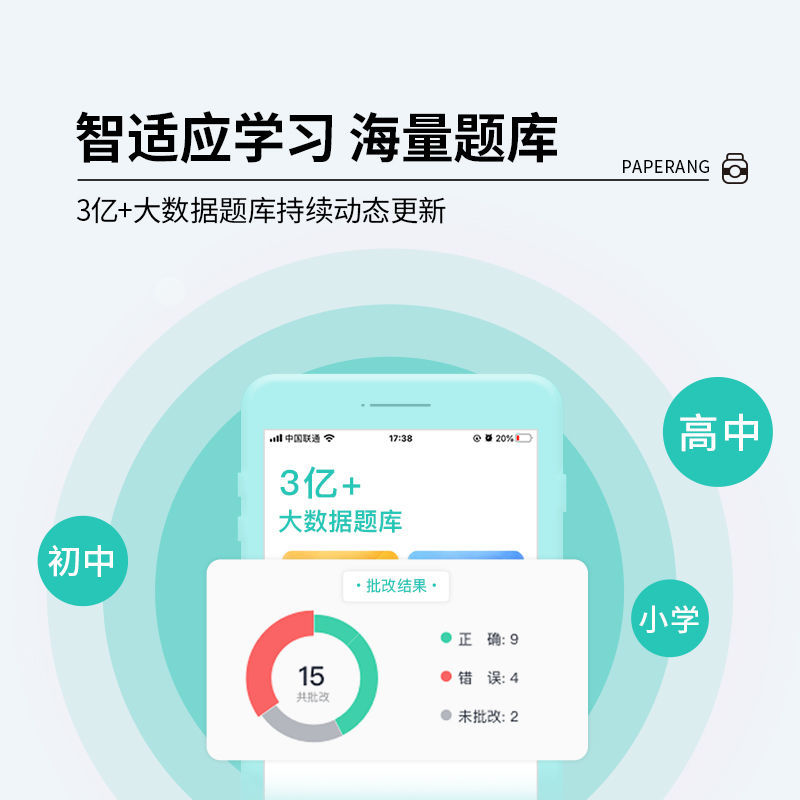 智适应学习 海量题库
PAPERANG
3亿+大数据题库持续动态更新
高中
中国联通 17:38 20%
3亿+
大数据题库
初中
·批改结果·
小学
15
共批改
正 确: 9
错 误: 4
未批改: 2